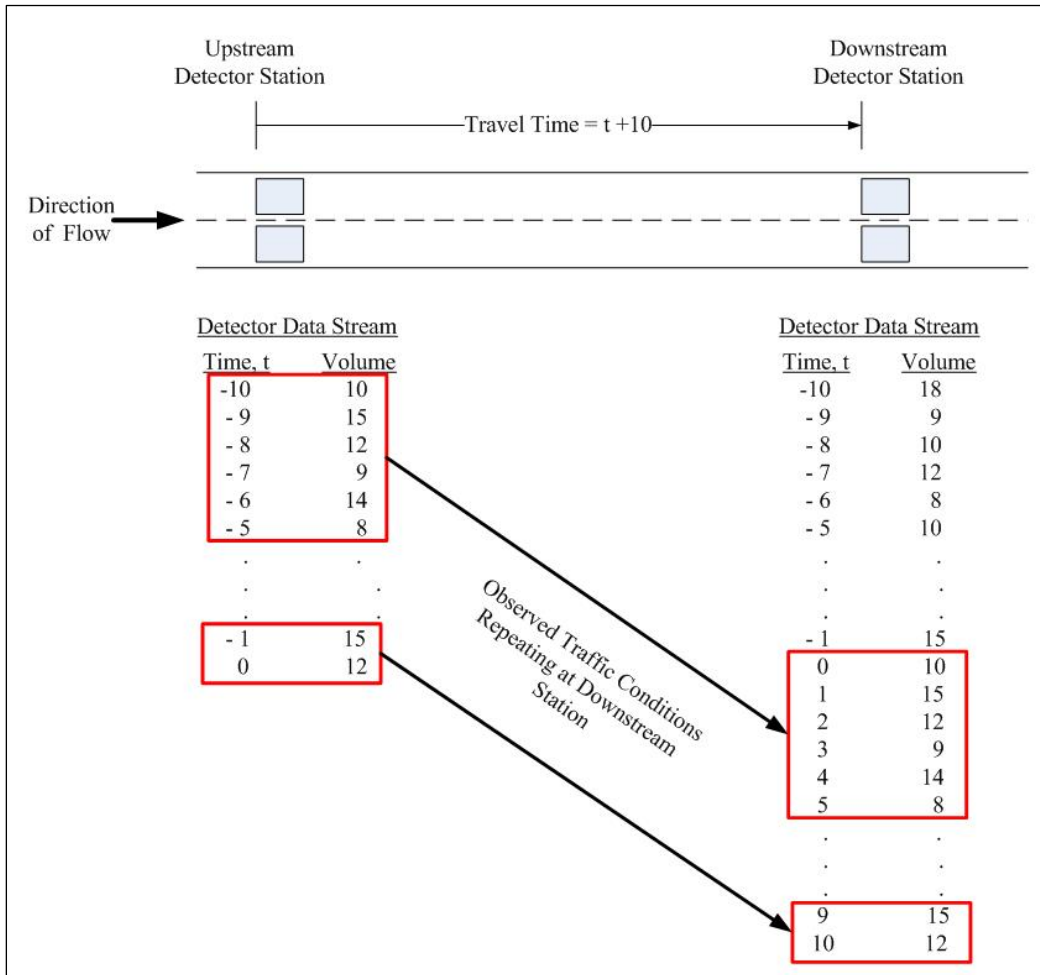 Upstream
Detector Station
Downstream
Detector Station
Travel Time = t +10
Direction
of Flow
Detector Data Stream
Time, t Volume
-10 10
- 9 15
- 8 12
- 7 9
- 6 14
- 5 8
. .
. .
. .
- 1 15
0 12
Observed Traffic Conditions
Repeating at Downstream
Station
Detector Data Stream
Time, t Volume
-10 18
- 9 9
- 8 10
- 7 12
- 6 8
- 5 10
. .
. .
. .
- 1 15
0 10
1 15
2 12
3 9
4 14
5 8
. .
. .
. .
9 15
10 12